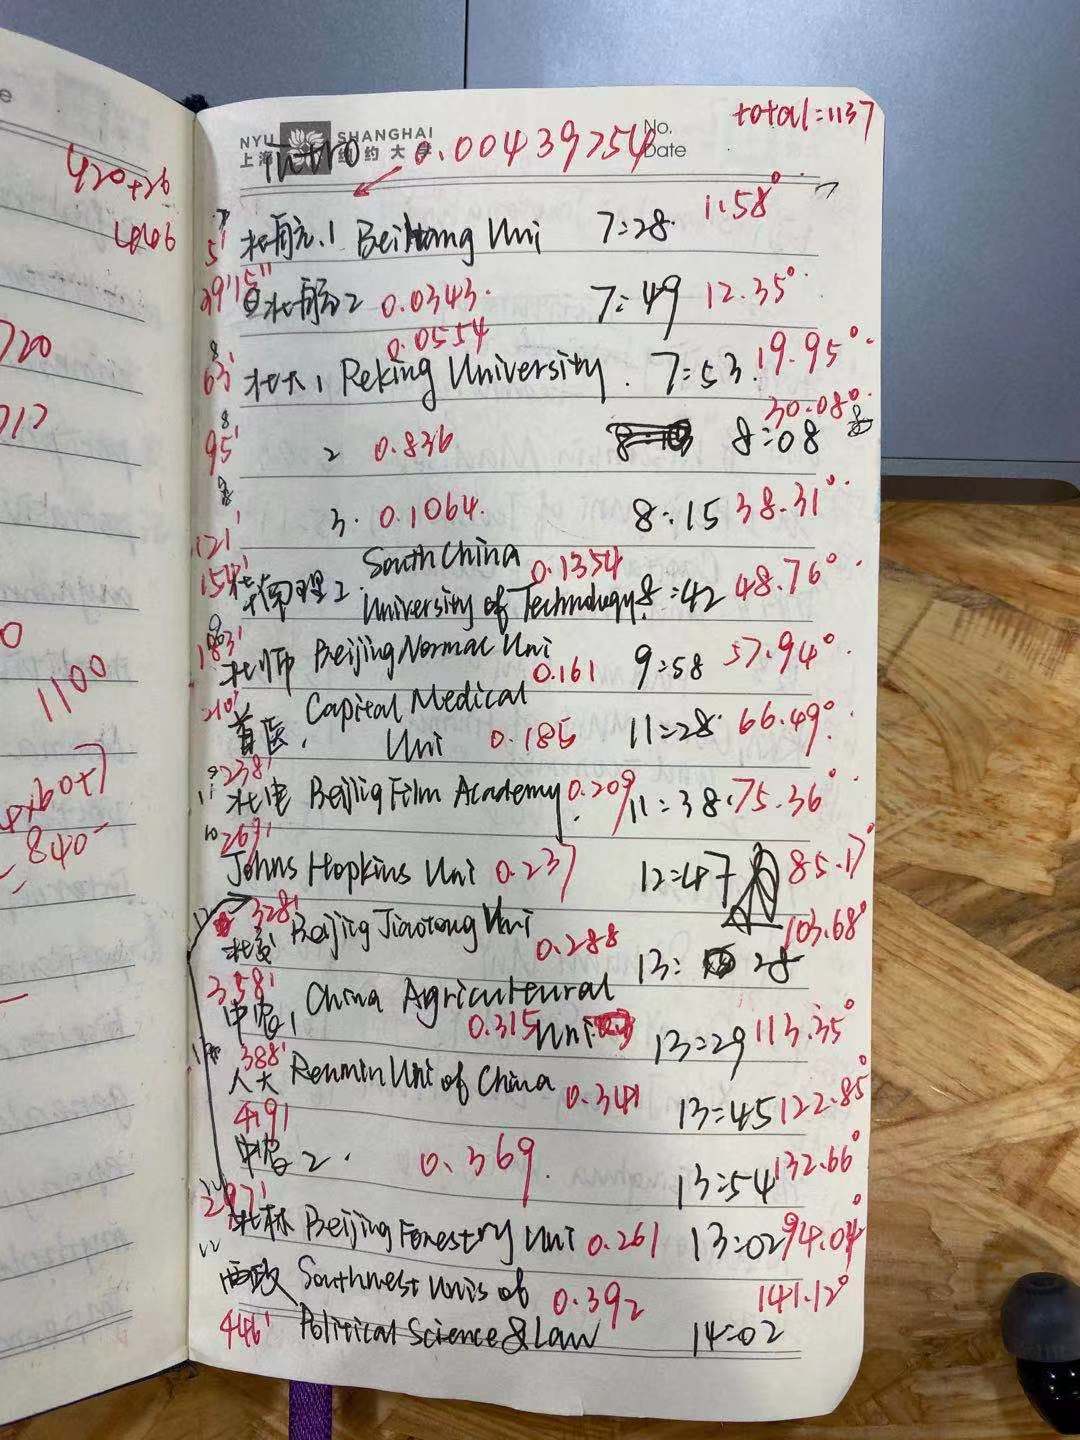 e
420+26
446
720
717
0
1100
4x60+7
=840
total=1137
NYU SHANGHAI
上海 纽约大学
No.
Date
intro 0.00439754
5' 北航.1 Beihang Uni 7:28 1.58°
29'15" 北航2 0.0343 7:49 12.35°
0.0554
63' 北大1 Peking University. 7:53 19.95°
30.08°
95' 2 0.836 8:08
121' 3. 0.1064 8:15 38.31°
South China 0.1354
154' 华南理2 University of Technology 8:42 48.76°
183' 北师 Beijing Normal Uni 0.161 9:58 57.94°
210' 首医 Capital Medical Uni 0.185 11:28 66.49°
238' 北电 Beijing Film Academy 0.209 11:38 75.36°
269'
Johns Hopkins Uni 0.237 12:47 85.17°
328' 103.68°
北交 Beijing Jiaotong Uni 0.288 13: 28
358'
中农1 China Agricultural Uni 0.315 13:29 113.35°
388'
人大 Renmin Uni of China 0.341 13:45 122.85°
419'
中农2. 0.369 13:54 132.66°
297'
北林 Beijing Forestry Uni 0.261 13:02 94.04°
西政 Southwest Unis of 0.392 141.12°
446' Political Science & Law 14:02